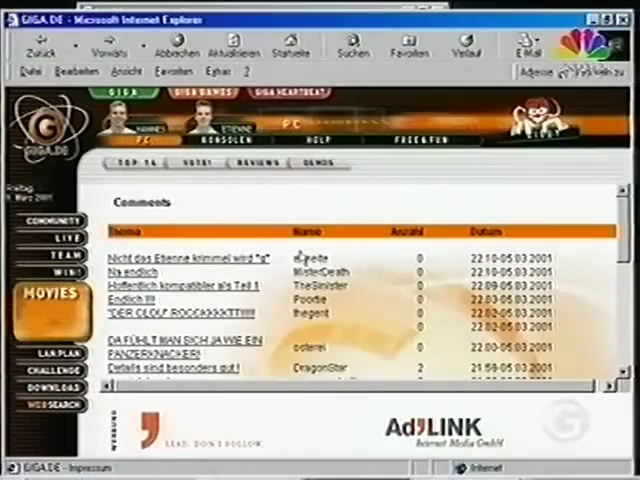 GIGA.DE - Microsoft Internet Explorer
Zurück Vorwärts Abbrechen Aktualisieren Startseite Suchen Favoriten Verlauf E-Mail
Datei Bearbeiten Ansicht Favoriten Extras ?
Adresse
GIGA GIGA GAMES GIGA HEARTBEAT
G
GIGA.DE
HANNES ETIENNE PC
PC KONSOLEN HELP FREE&FUN
TOP 14 VOTE! REVIEWS DEMOS
Freitag
März 2001
COMMUNITY
LIVE
TEAM
WIN!
MOVIES
LAN.PLAN
CHALLENGE
DOWNLOAD
WEBSEARCH
Comments
Thema Name Anzahl Datum
Nicht das Etienne krimmel wird "g" 0 22:10-05.03.2001
Na endlich MisterDeath 0 22:10-05.03.2001
Hoffentlich kompatibler als Teil 1 TheSinister 0 22:09-05.03.2001
Endlich !!!! Poortie 0 22:03-05.03.2001
thegent 0 22:02-05.03.2001
0 22:02-05.03.2001
DA FÜHLT MAN SICH JA WIE EIN
PANZERKNACKER! osterei 0 22:00-05.03.2001
Details sind besonders gut ! DragonStar 2 21:59-05.03.2001
WERBUNG
LEAD. DON'T FOLLOW.
Ad'LINK
Internet Media GmbH
G
GIGA.DE - Impressum
Internet